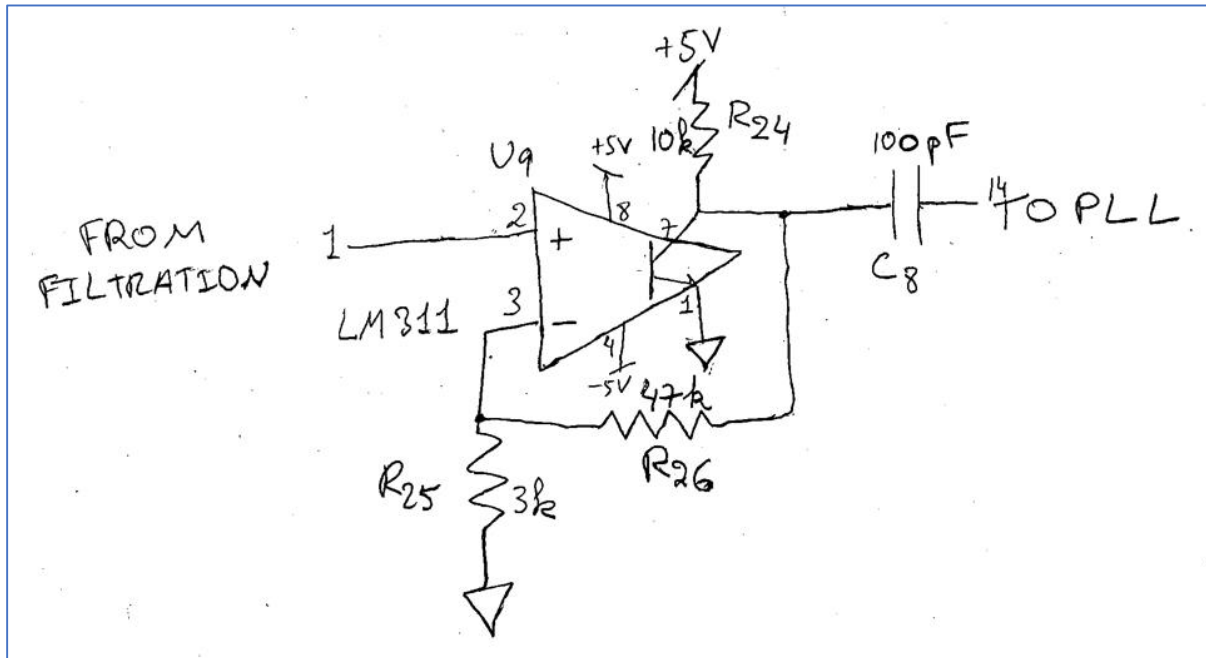 +5V
R24
10k
100pF
U9
+5V
8
2
+
7
14
TO PLL
FROM
FILTRATION
1
C8
3
LM311
−
1
4
-5V
47k
R26
R25
3k